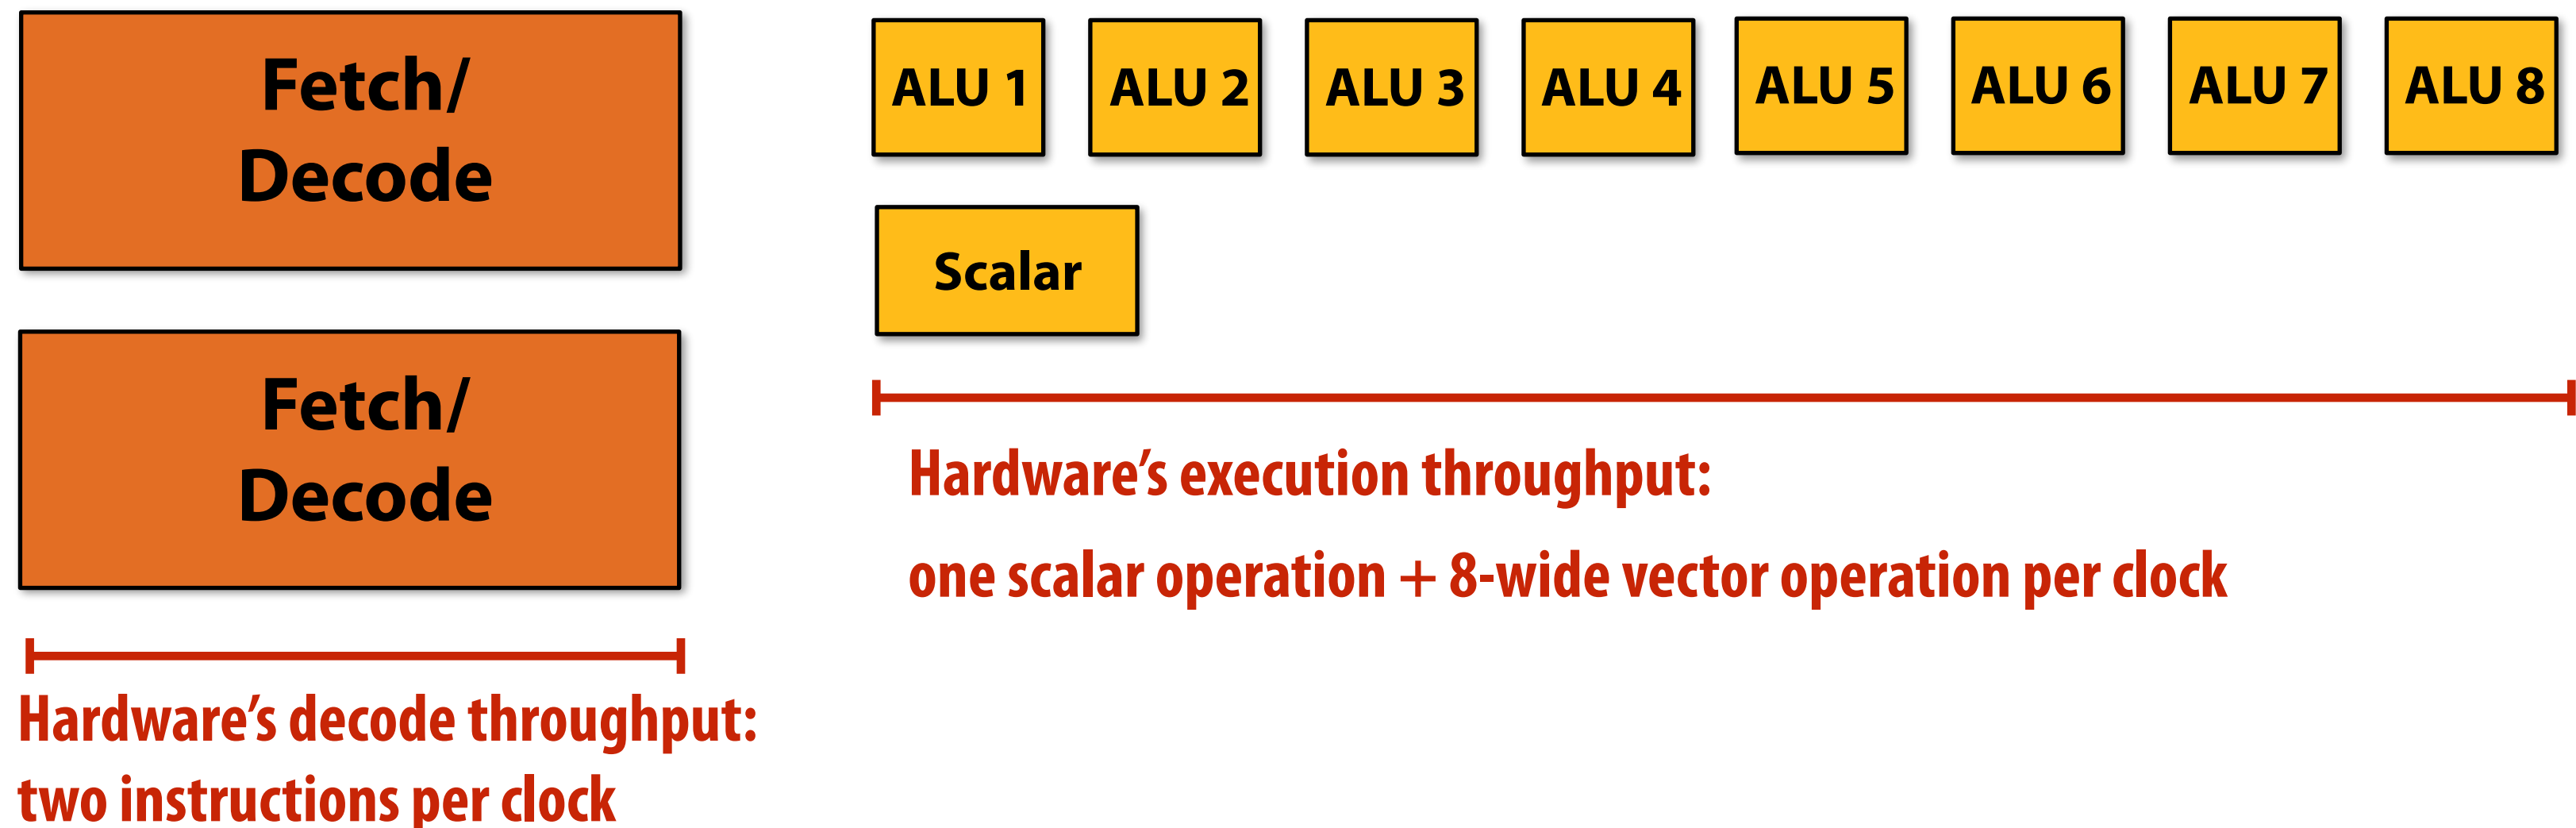 Fetch/
Decode
ALU 1 ALU 2 ALU 3 ALU 4 ALU 5 ALU 6 ALU 7 ALU 8
Scalar
Fetch/
Decode
Hardware’s execution throughput:
one scalar operation + 8-wide vector operation per clock
Hardware’s decode throughput:
two instructions per clock